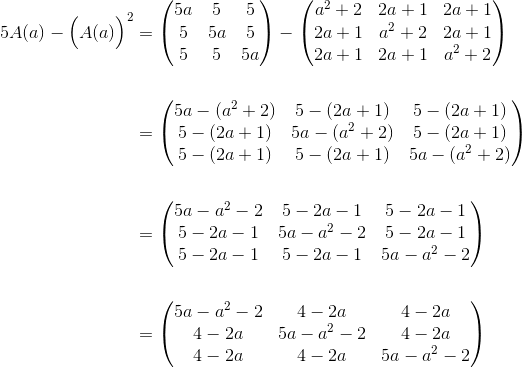 5A(a) − (A(a))² = (5a 5 5) − (a² + 2 2a + 1 2a + 1)
(5 5a 5) (2a + 1 a² + 2 2a + 1)
(5 5 5a) (2a + 1 2a + 1 a² + 2)
= (5a − (a² + 2) 5 − (2a + 1) 5 − (2a + 1))
(5 − (2a + 1) 5a − (a² + 2) 5 − (2a + 1))
(5 − (2a + 1) 5 − (2a + 1) 5a − (a² + 2))
= (5a − a² − 2 5 − 2a − 1 5 − 2a − 1)
(5 − 2a − 1 5a − a² − 2 5 − 2a − 1)
(5 − 2a − 1 5 − 2a − 1 5a − a² − 2)
= (5a − a² − 2 4 − 2a 4 − 2a)
(4 − 2a 5a − a² − 2 4 − 2a)
(4 − 2a 4 − 2a 5a − a² − 2)